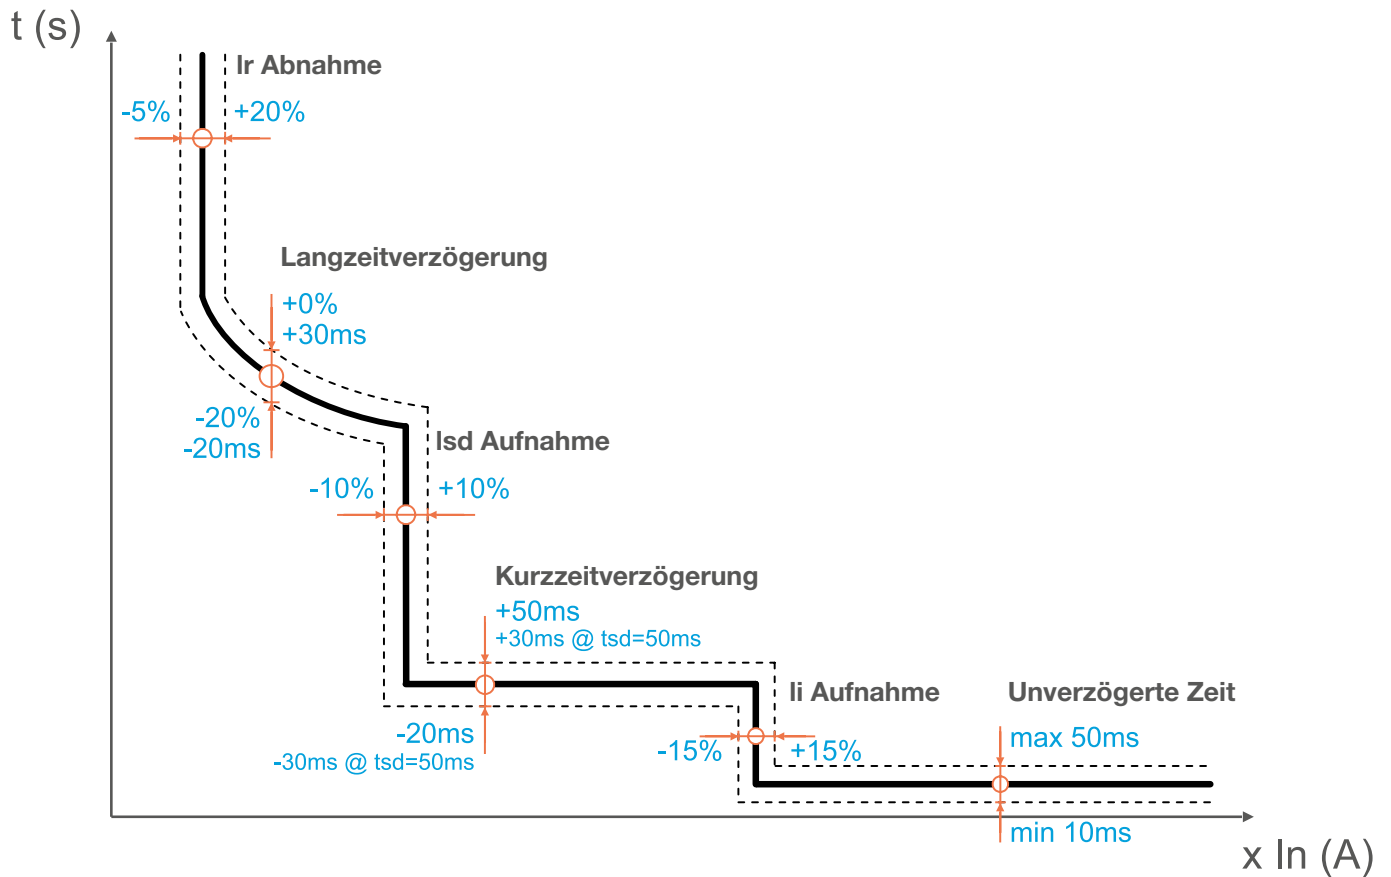 t (s)
Ir Abnahme
-5%
+20%
Langzeitverzögerung
+0%
+30ms
-20%
-20ms
Isd Aufnahme
-10%
+10%
Kurzzeitverzögerung
+50ms
+30ms @ tsd=50ms
-20ms
-30ms @ tsd=50ms
Ii Aufnahme
-15%
+15%
Unverzögerte Zeit
max 50ms
min 10ms
x In (A)